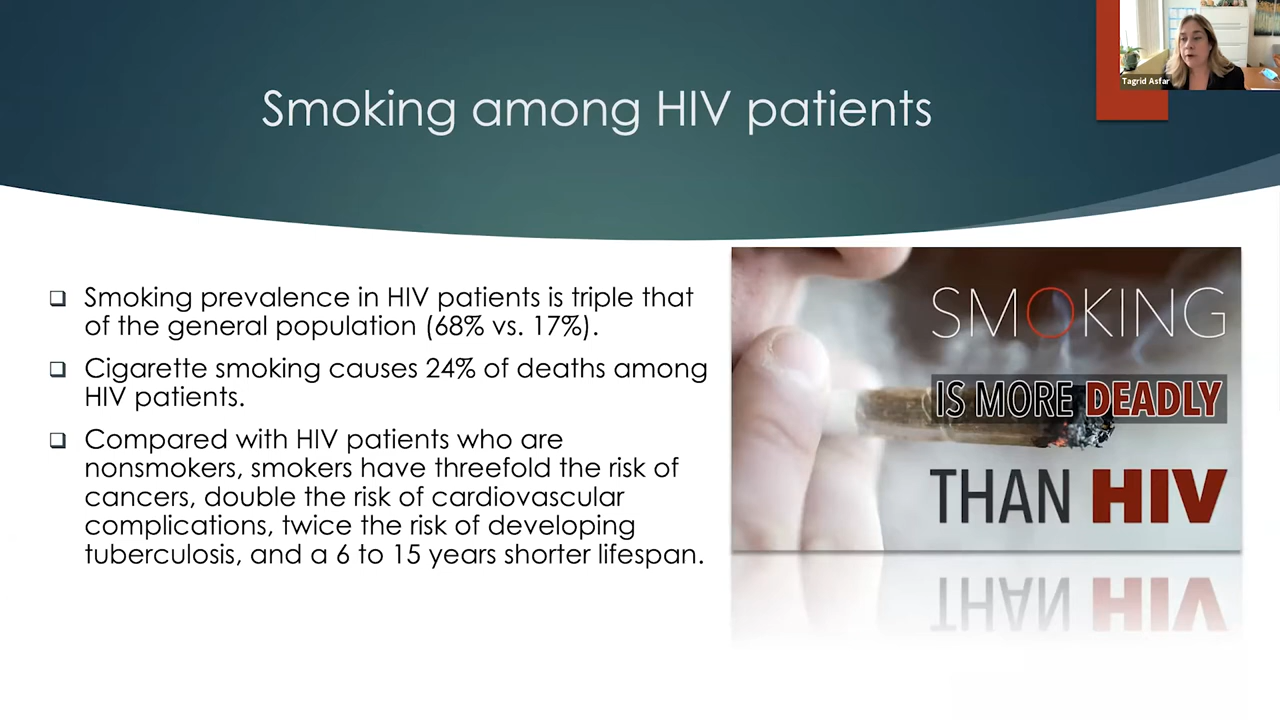 Tagrid Asfar
Smoking among HIV patients
❑ Smoking prevalence in HIV patients is triple that
of the general population (68% vs. 17%).
❑ Cigarette smoking causes 24% of deaths among
HIV patients.
❑ Compared with HIV patients who are
nonsmokers, smokers have threefold the risk of
cancers, double the risk of cardiovascular
complications, twice the risk of developing
tuberculosis, and a 6 to 15 years shorter lifespan.
SMOKING
IS MORE DEADLY
THAN HIV
THAN HIV